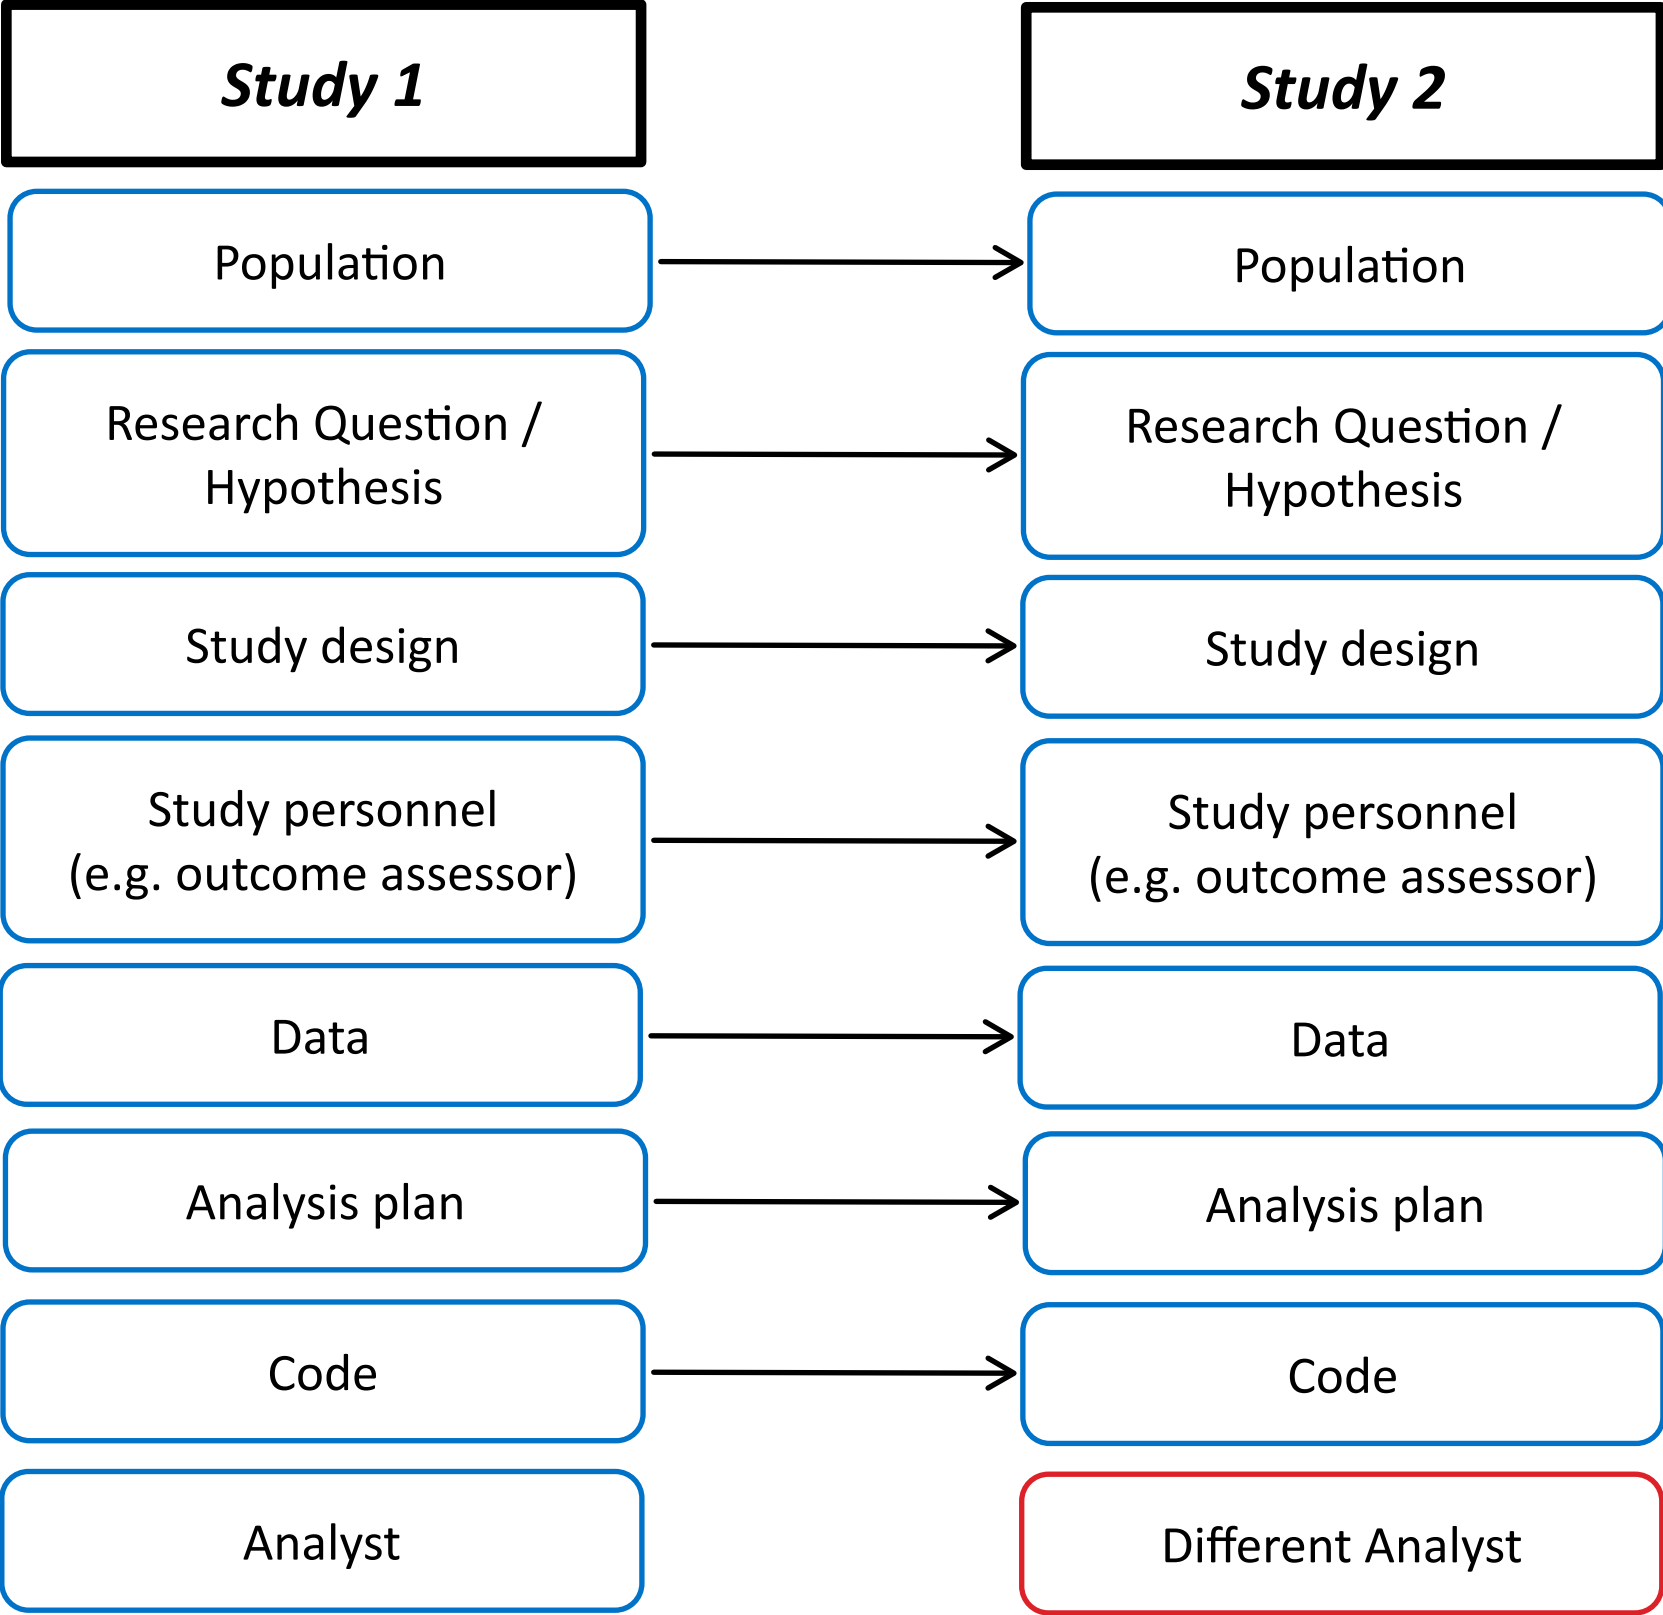 Study 1
Study 2
Population
Population
Research Question /
Hypothesis
Research Question /
Hypothesis
Study design
Study design
Study personnel
(e.g. outcome assessor)
Study personnel
(e.g. outcome assessor)
Data
Data
Analysis plan
Analysis plan
Code
Code
Analyst
Different Analyst